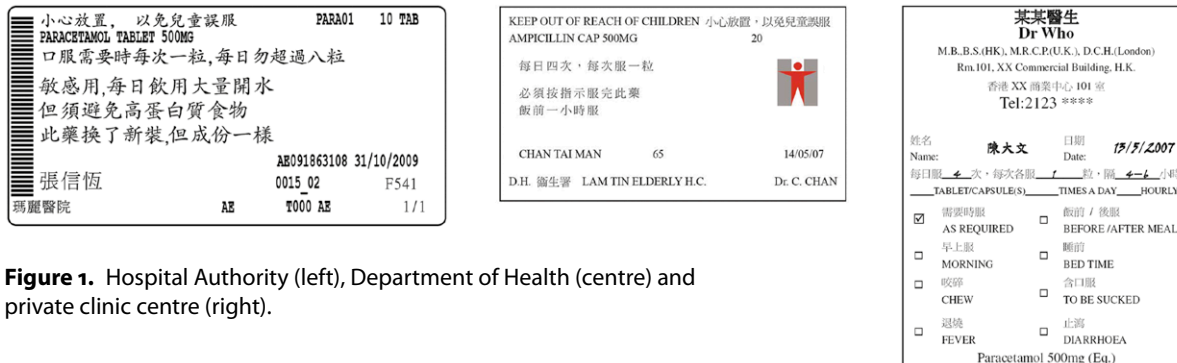 小心放置, 以免兒童誤服 PARA01 10 TAB
PARACETAMOL TABLET 500MG
口服需要時每次一粒,每日勿超過八粒
敏感用,每日飲用大量開水
但須避免高蛋白質食物
此藥換了新裝,但成份一樣
AE091863108 31/10/2009
張信恆 0015_02 F541
瑪麗醫院 AE T000 AE 1/1
KEEP OUT OF REACH OF CHILDREN 小心放置,以免兒童誤服
AMPICILLIN CAP 500MG 20
每日四次,每次服一粒
必須按指示服完此藥
飯前一小時服
CHAN TAI MAN 65 14/05/07
D.H. 衞生署 LAM TIN ELDERLY H.C. Dr. C. CHAN
某某醫生
Dr Who
M.B.,B.S.(HK), M.R.C.P.(U.K.), D.C.H.(London)
Rm.101, XX Commercial Building, H.K.
香港 XX 商業中心 101 室
Tel:2123 ****
姓名 日期
Name: 陳大文 Date: 13/5/2007
每日服 4 次,每次各服 1 粒,隔 4-6 小時
TABLET/CAPSULE(S) TIMES A DAY HOURLY
需要時服 飯前 / 後服
AS REQUIRED BEFORE /AFTER MEAL
早上服 睡前
MORNING BED TIME
咬碎 含口服
CHEW TO BE SUCKED
退燒 止瀉
FEVER DIARRHOEA
Paracetamol 500mg (Eq.)
Figure 1. Hospital Authority (left), Department of Health (centre) and
private clinic centre (right).